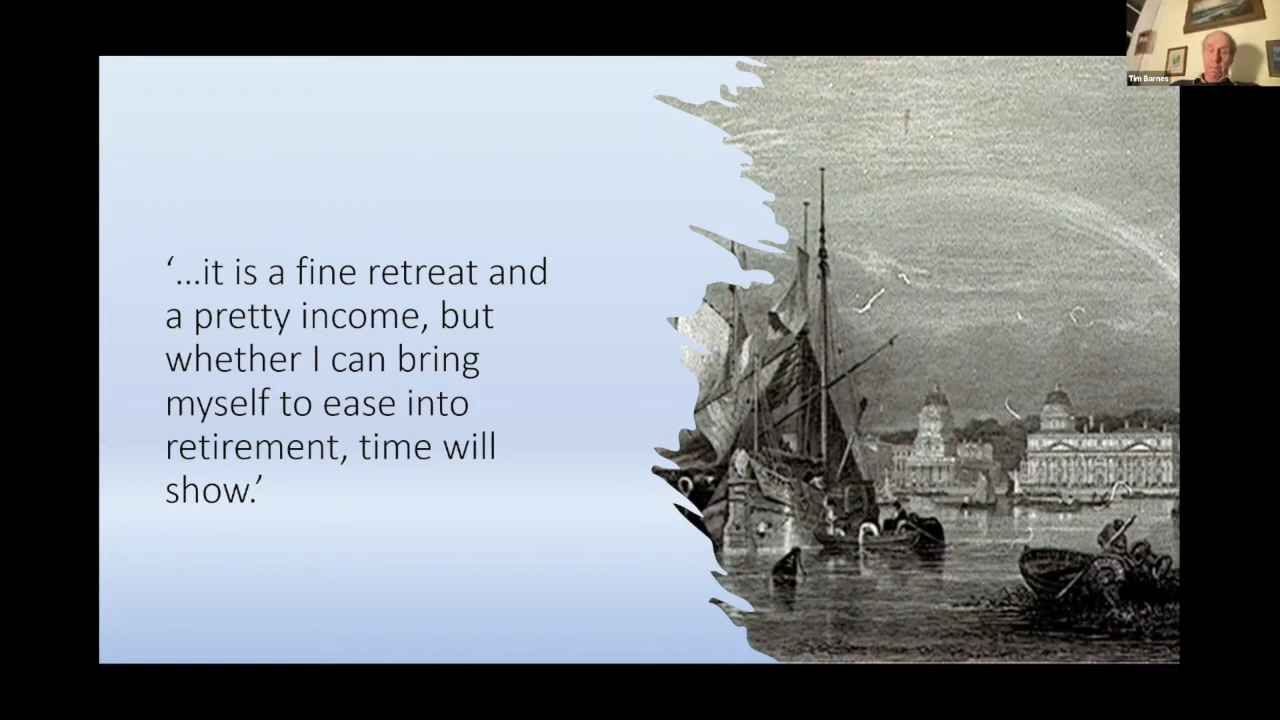 Tim Barnes
‘...it is a fine retreat and
a pretty income, but
whether I can bring
myself to ease into
retirement, time will
show.’